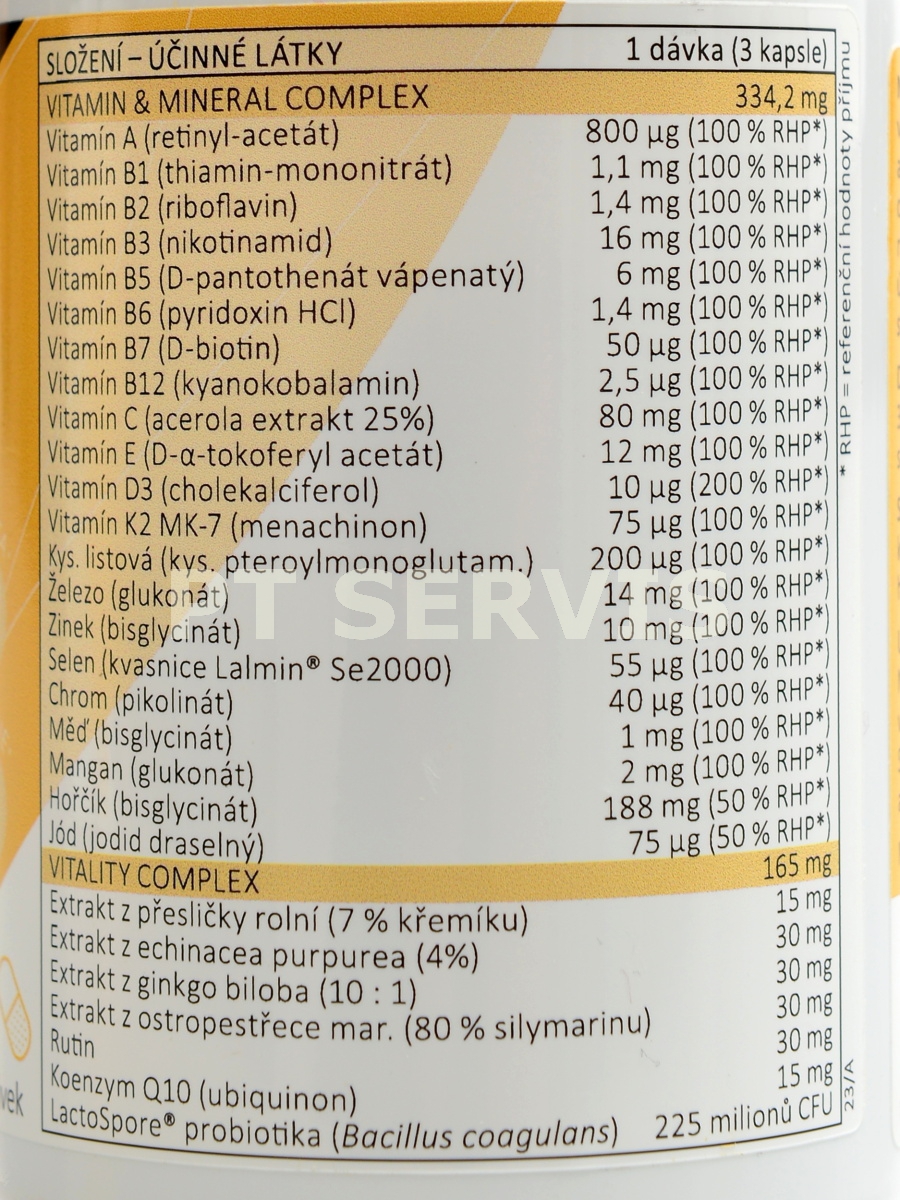 SLOŽENÍ – ÚČINNÉ LÁTKY 1 dávka (3 kapsle)
VITAMIN & MINERAL COMPLEX 334,2 mg
Vitamín A (retinyl-acetát) 800 µg (100 % RHP*)
Vitamín B1 (thiamin-mononitrát) 1,1 mg (100 % RHP*)
Vitamín B2 (riboflavin) 1,4 mg (100 % RHP*)
Vitamín B3 (nikotinamid) 16 mg (100 % RHP*)
Vitamín B5 (D-pantothenát vápenatý) 6 mg (100 % RHP*)
Vitamín B6 (pyridoxin HCl) 1,4 mg (100 % RHP*)
Vitamín B7 (D-biotin) 50 µg (100 % RHP*)
Vitamín B12 (kyanokobalamin) 2,5 µg (100 % RHP*)
Vitamín C (acerola extrakt 25%) 80 mg (100 % RHP*)
Vitamín E (D-α-tokoferyl acetát) 12 mg (100 % RHP*)
Vitamín D3 (cholekalciferol) 10 µg (200 % RHP*)
Vitamín K2 MK-7 (menachinon) 75 µg (100 % RHP*)
Kys. listová (kys. pteroylmonoglutam.) 200 µg (100 % RHP*)
Železo (glukonát) 14 mg (100 % RHP*)
Zinek (bisglycinát) 10 mg (100 % RHP*)
Selen (kvasnice Lalmin® Se2000) 55 µg (100 % RHP*)
Chrom (pikolinát) 40 µg (100 % RHP*)
Měď (bisglycinát) 1 mg (100 % RHP*)
Mangan (glukonát) 2 mg (100 % RHP*)
Hořčík (bisglycinát) 188 mg (50 % RHP*)
Jód (jodid draselný) 75 µg (50 % RHP*)
VITALITY COMPLEX 165 mg
Extrakt z přesličky rolní (7 % křemíku) 15 mg
Extrakt z echinacea purpurea (4%) 30 mg
Extrakt z ginkgo biloba (10 : 1) 30 mg
Extrakt z ostropestřece mar. (80 % silymarinu) 30 mg
Rutin 30 mg
Koenzym Q10 (ubiquinon) 15 mg
LactoSpore® probiotika (Bacillus coagulans) 225 milionů CFU
* RHP = referenční hodnoty příjmu
23/A
vek
PT SERVIS